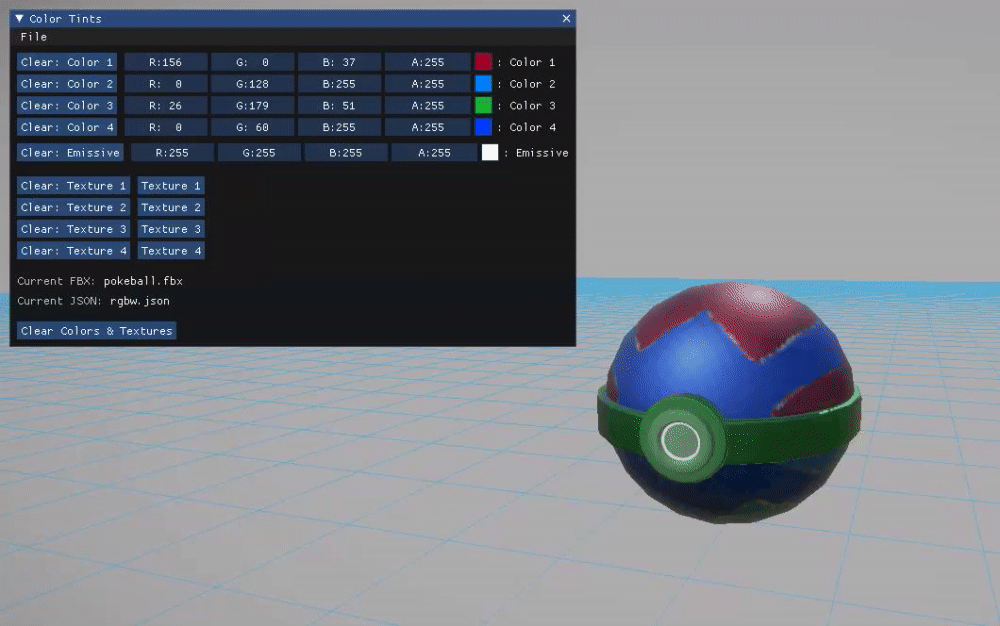 ▼ Color Tints ✕
File
Clear: Color 1 R:156 G: 0 B: 37 A:255 : Color 1
Clear: Color 2 R: 0 G:128 B:255 A:255 : Color 2
Clear: Color 3 R: 26 G:179 B: 51 A:255 : Color 3
Clear: Color 4 R: 0 G: 60 B:255 A:255 : Color 4
Clear: Emissive R:255 G:255 B:255 A:255 : Emissive
Clear: Texture 1 Texture 1
Clear: Texture 2 Texture 2
Clear: Texture 3 Texture 3
Clear: Texture 4 Texture 4
Current FBX: pokeball.fbx
Current JSON: rgbw.json
Clear Colors & Textures